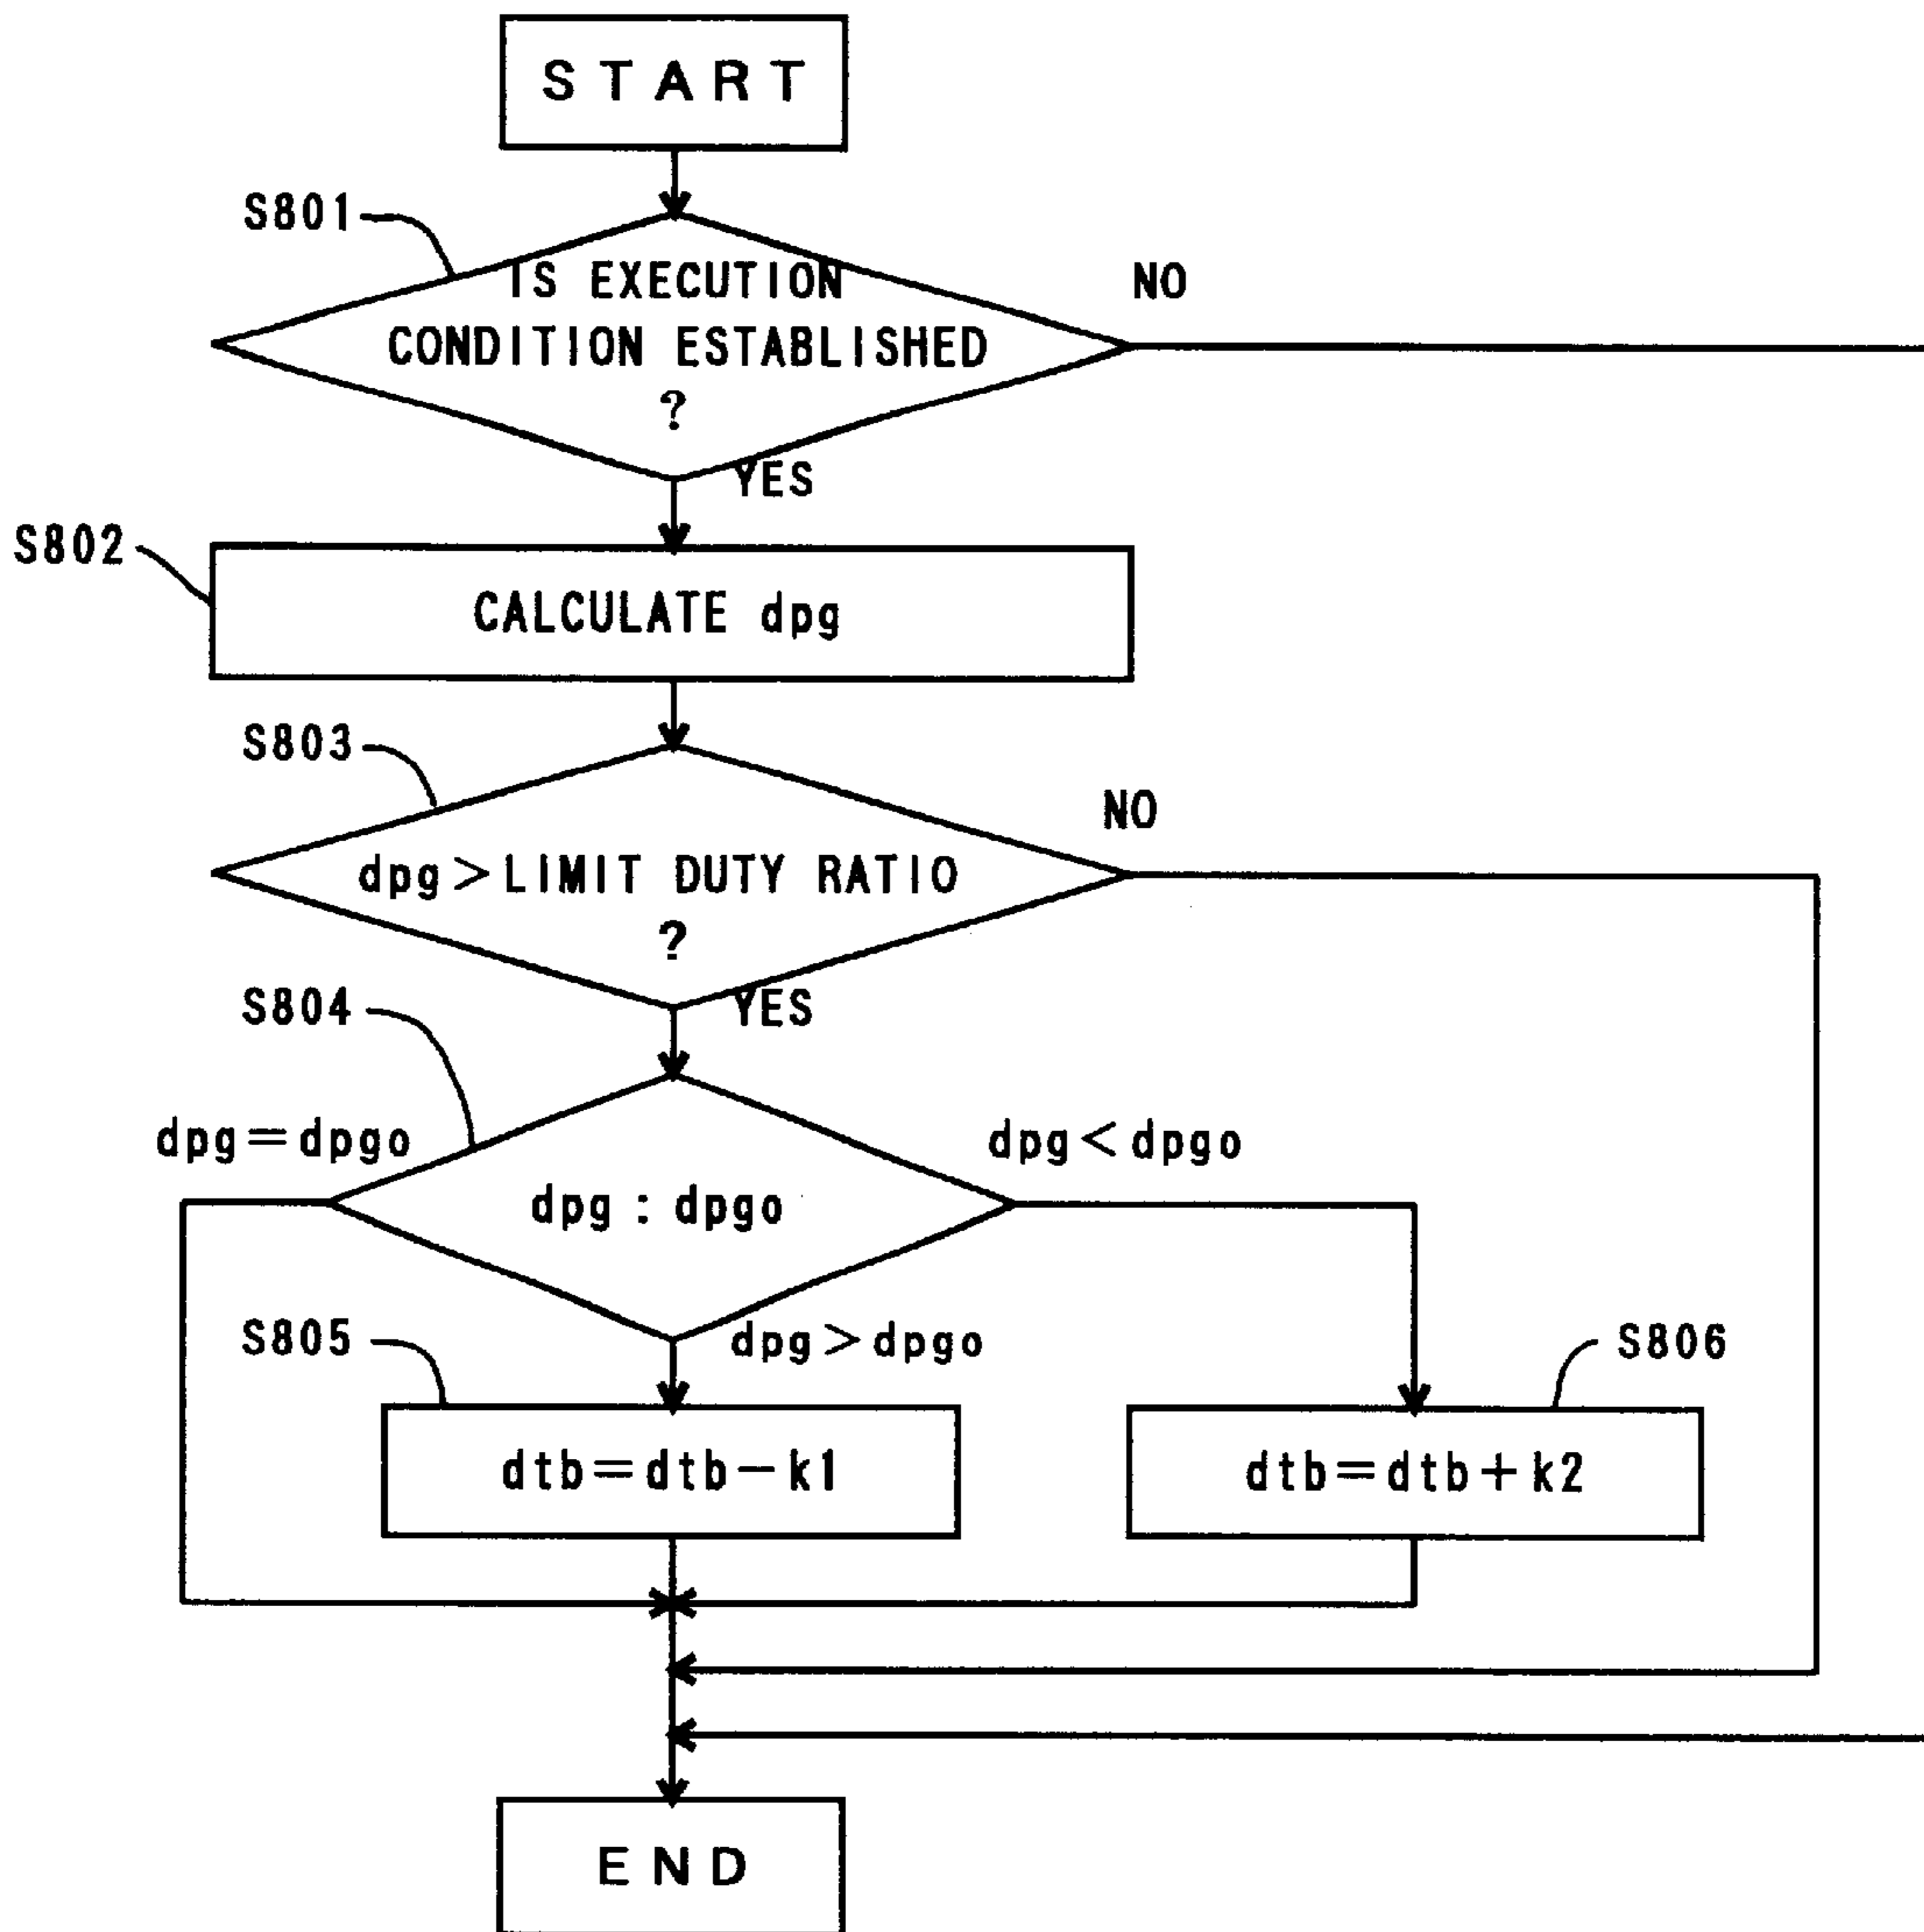 START
S801
IS EXECUTION
CONDITION ESTABLISHED
?
NO
YES
S802
CALCULATE dpg
S803
dpg>LIMIT DUTY RATIO
?
NO
YES
S804
dpg=dpgo
dpg:dpgo
dpg<dpgo
dpg>dpgo
S805
dtb=dtb-k1
S806
dtb=dtb+k2
END